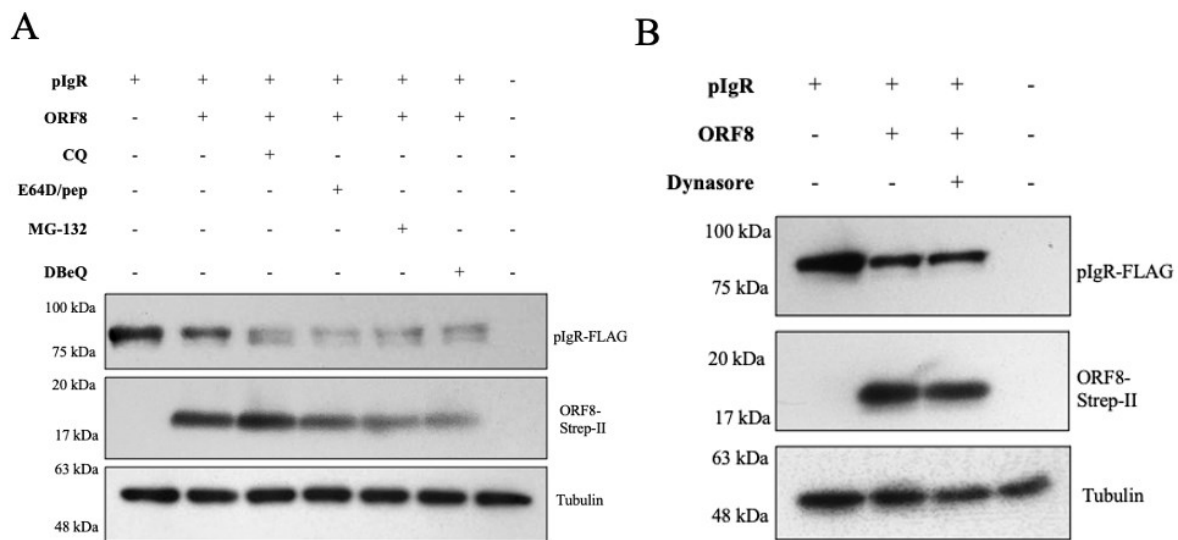 A
pIgR + + + + + + -
ORF8 - + + + + + -
CQ - - + - - - -
E64D/pep - - - + - - -
MG-132 - - - - + - -
DBeQ - - - - - + -
100 kDa
75 kDa
pIgR-FLAG
20 kDa
17 kDa
ORF8-
Strep-II
63 kDa
48 kDa
Tubulin
B
pIgR + + + -
ORF8 - + + -
Dynasore - - + -
100 kDa
75 kDa
pIgR-FLAG
20 kDa
17 kDa
ORF8-
Strep-II
63 kDa
48 kDa
Tubulin